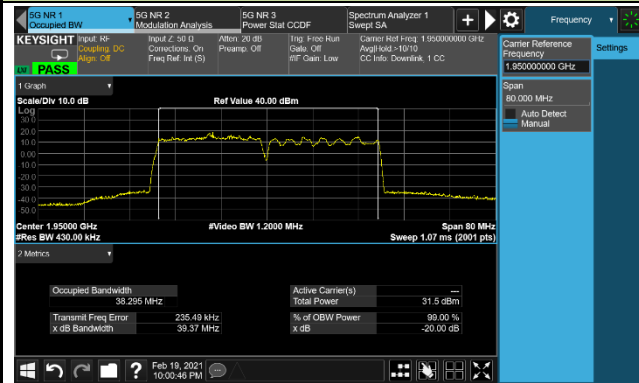 5G NR 1
Occupied BW
5G NR 2
Modulation Analysis
5G NR 3
Power Stat CCDF
Spectrum Analyzer 1
Swept SA
Frequency
KEYSIGHT
Input: RF
Coupling: DC
Align: Off
Input Z: 50 Ω
Corrections: On
Freq Ref: Int (S)
Atten: 20 dB
Preamp: Off
Trig: Free Run
Gate: Off
#IF Gain: Low
Carrier Ref Freq: 1.950000000 GHz
Avg|Hold:>10/10
CC Info: Downlink, 1 CC
LXI PASS
Carrier Reference
Frequency
1.950000000 GHz
Settings
Span
80.000 MHz
Auto Detect
Manual
1 Graph
Scale/Div 10.0 dB
Ref Value 40.00 dBm
Log
30.0
20.0
10.0
0.00
-10.0
-20.0
-30.0
-40.0
-50.0
Center 1.95000 GHz
#Video BW 1.2000 MHz
Span 80 MHz
#Res BW 430.00 kHz
Sweep 1.07 ms (2001 pts)
2 Metrics
Occupied Bandwidth
38.295 MHz
Active Carrier(s)
---
Total Power
31.5 dBm
Transmit Freq Error
235.49 kHz
% of OBW Power
99.00 %
x dB Bandwidth
39.37 MHz
x dB
-20.00 dB
Feb 19, 2021
10:00:46 PM